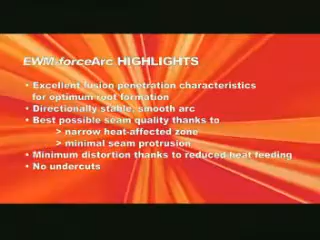 EWM-forceArc HIGHLIGHTS
• Excellent fusion penetration characteristics
for optimum root formation
• Directionally stable, smooth arc
• Best possible seam quality thanks to
> narrow heat-affected zone
> minimal seam protrusion
• Minimum distortion thanks to reduced heat feeding
• No undercuts